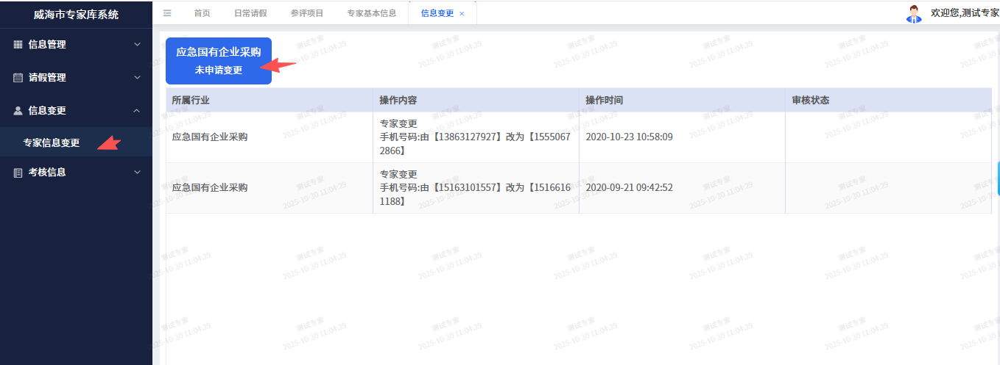 威海市专家库系统
首页
日常请假
参评项目
专家基本信息
信息变更 ×
欢迎您,测试专家
信息管理
请假管理
信息变更
专家信息变更
考核信息
应急国有企业采购
未申请变更
所属行业 操作内容 操作时间 审核状态
应急国有企业采购
专家变更
手机号码:由【13863127927】改为【1555067
2866】
2020-10-23 10:58:09
应急国有企业采购
专家变更
手机号码:由【15163101557】改为【1516616
1188】
2020-09-21 09:42:52
测试专家
2025-10-30 11:04:29